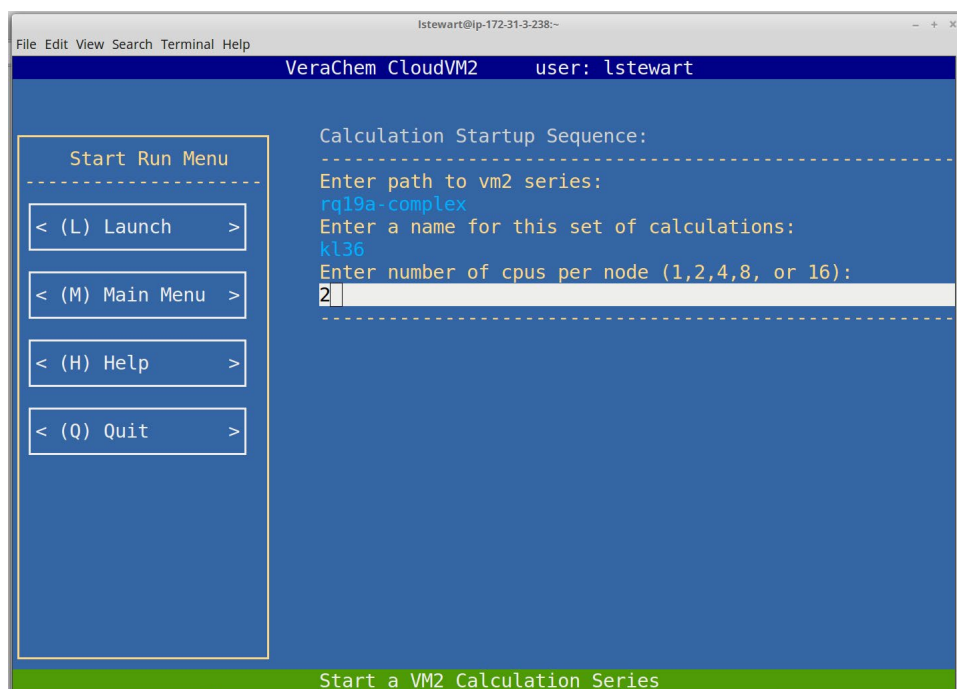 lstewart@ip-172-31-3-238:~
File Edit View Search Terminal Help
VeraChem CloudVM2 user: lstewart
Start Run Menu
< (L) Launch >
< (M) Main Menu >
< (H) Help >
< (Q) Quit >
Calculation Startup Sequence:
Enter path to vm2 series:
rq19a-complex
Enter a name for this set of calculations:
kl36
Enter number of cpus per node (1,2,4,8, or 16):
2
Start a VM2 Calculation Series